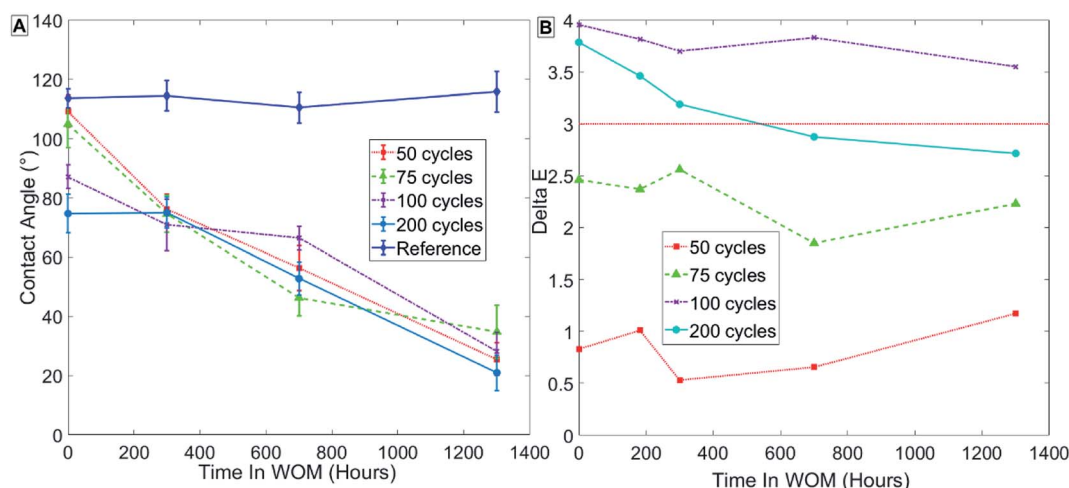 A
Contact Angle (°)
140
120
100
80
60
40
20
0
50 cycles
75 cycles
100 cycles
200 cycles
Reference
0 200 400 600 800 1000 1200 1400
Time In WOM (Hours)
B
Delta E
4
3.5
3
2.5
2
1.5
1
0.5
0
50 cycles
75 cycles
100 cycles
200 cycles
0 200 400 600 800 1000 1200 1400
Time In WOM (Hours)